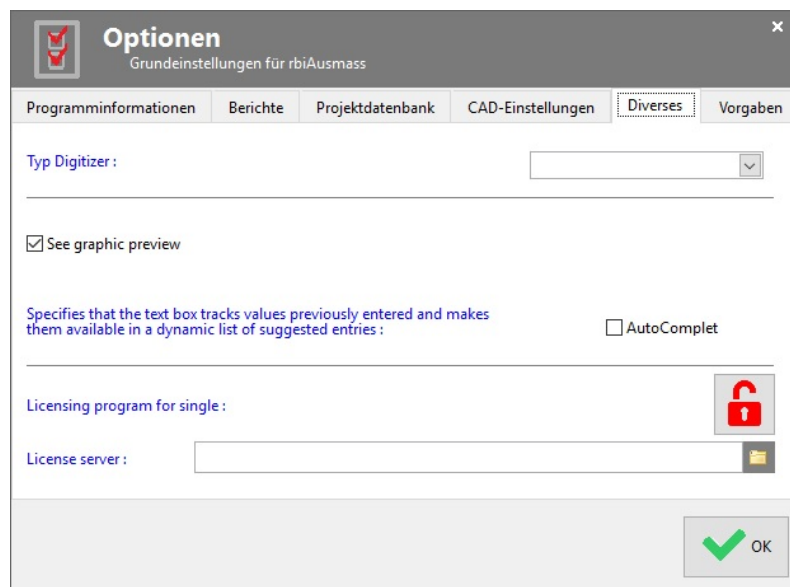 Optionen
Grundeinstellungen für rbiAusmass
Programminformationen Berichte Projektdatenbank CAD-Einstellungen Diverses Vorgaben
Typ Digitizer :
See graphic preview
Specifies that the text box tracks values previously entered and makes
them available in a dynamic list of suggested entries :
AutoComplet
Licensing program for single :
License server :
OK